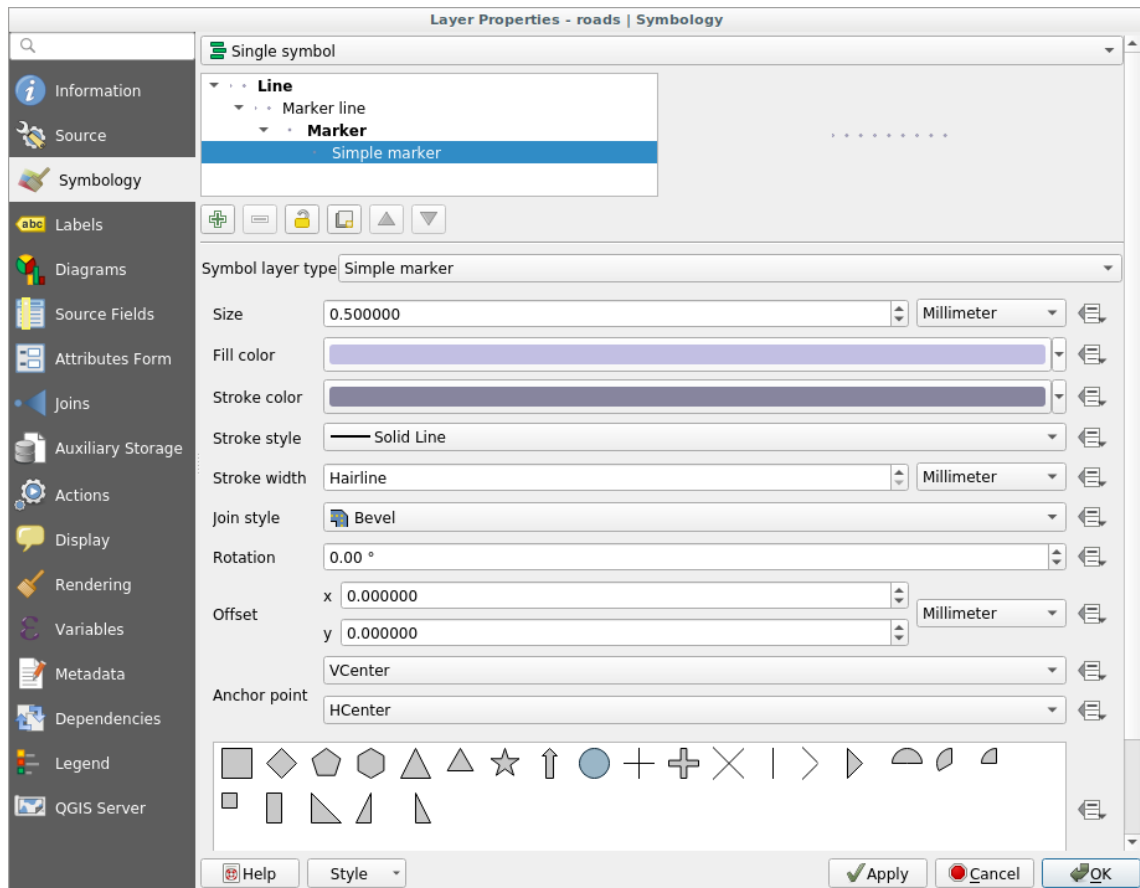 Layer Properties - roads | Symbology
Single symbol
Information
Source
Symbology
abc Labels
Diagrams
Source Fields
Attributes Form
Joins
Auxiliary Storage
Actions
Display
Rendering
Variables
Metadata
Dependencies
Legend
QGIS Server
Line
Marker line
Marker
Simple marker
Symbol layer type Simple marker
Size 0.500000 Millimeter
Fill color
Stroke color
Stroke style Solid Line
Stroke width Hairline Millimeter
Join style Bevel
Rotation 0.00 °
Offset x 0.000000 Millimeter
y 0.000000
Anchor point VCenter
HCenter
Help Style Apply Cancel OK